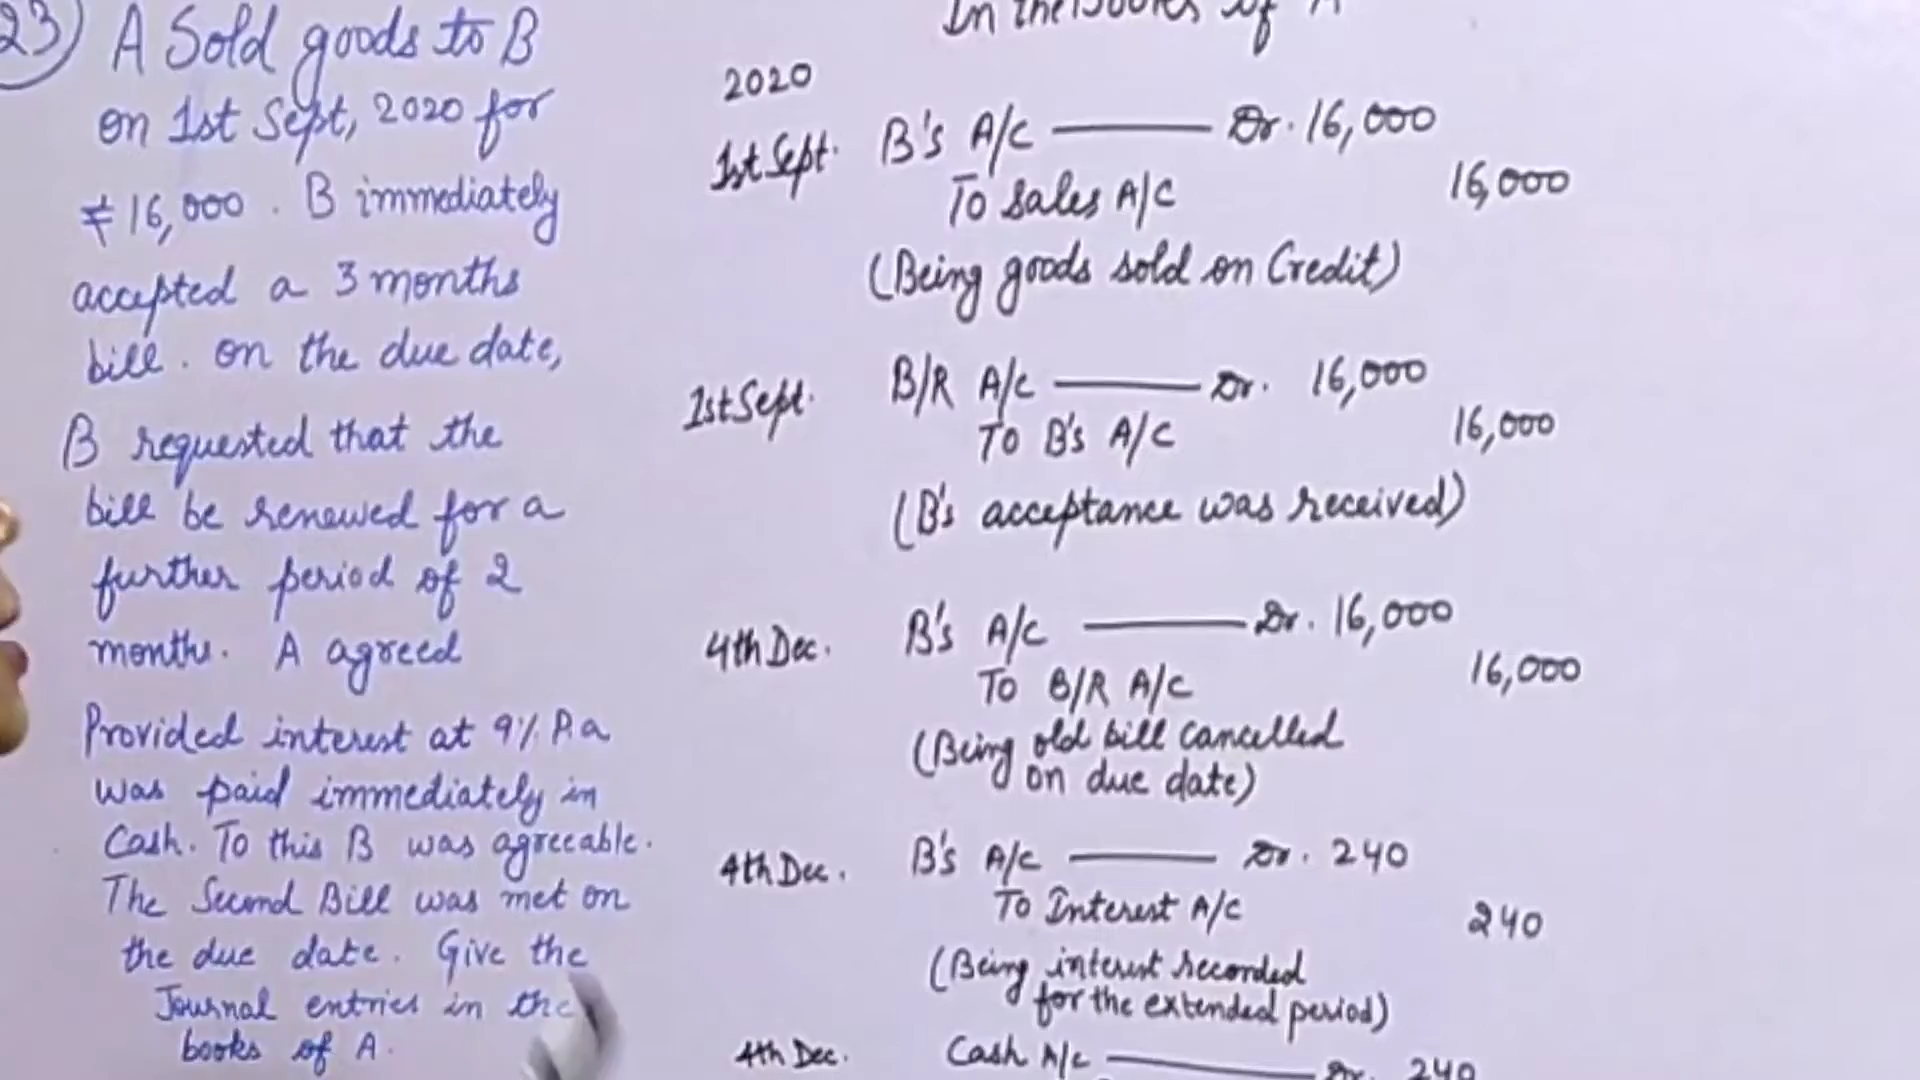 23) A Sold goods to B
on 1st Sept, 2020 for
₹16,000. B immediately
accepted a 3 months
bill. on the due date,
B requested that the
bill be renewed for a
further period of 2
months. A agreed
Provided interest at 9% P.a
was paid immediately in
Cash. To this B was agreeable.
The Second Bill was met on
the due date. Give the
Journal entries in the
books of A.
In the Books of A
2020
1st Sept. B's A/C ——— Dr. 16,000
To Sales A/C 16,000
(Being goods sold on Credit)
1st Sept. B/R A/C ——— Dr. 16,000
To B's A/C 16,000
(B's acceptance was received)
4th Dec. B's A/C ——— Dr. 16,000
To B/R A/C 16,000
(Being old bill cancelled
on due date)
4th Dec. B's A/C ——— Dr. 240
To Interest A/C 240
(Being interest recorded
for the extended period)
4th Dec. Cash A/C ——— Dr. 240